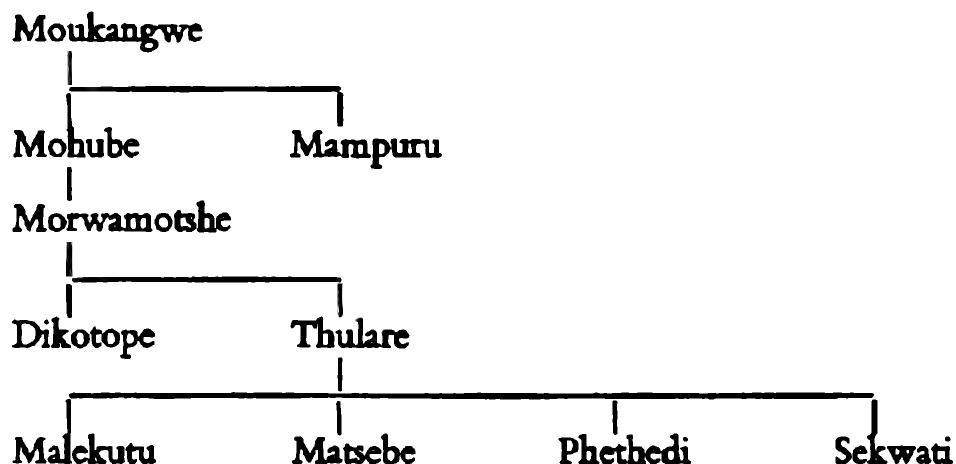 Moukangwe
Mohube Mampuru
Morwamotshe
Dikotope Thulare
Malekutu Matsebe Phethedi Sekwati